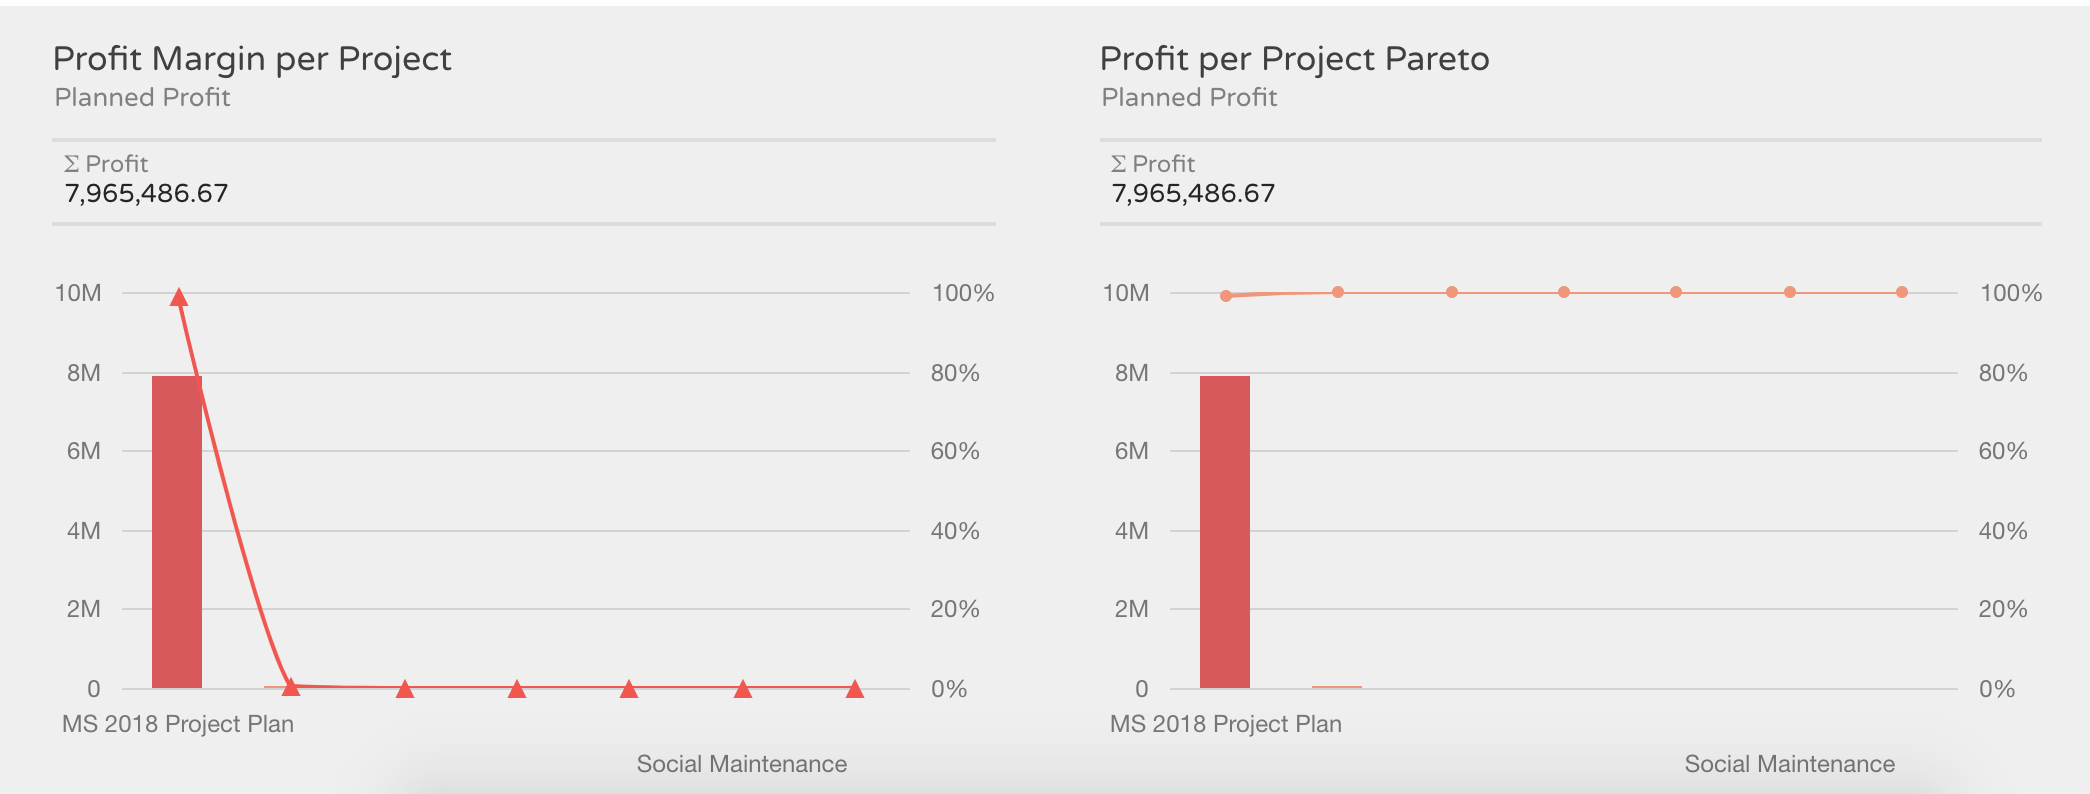 Profit Margin per Project
Planned Profit
Σ Profit
7,965,486.67
10M
8M
6M
4M
2M
0
100%
80%
60%
40%
20%
0%
MS 2018 Project Plan
Social Maintenance
Profit per Project Pareto
Planned Profit
Σ Profit
7,965,486.67
10M
8M
6M
4M
2M
0
100%
80%
60%
40%
20%
0%
MS 2018 Project Plan
Social Maintenance